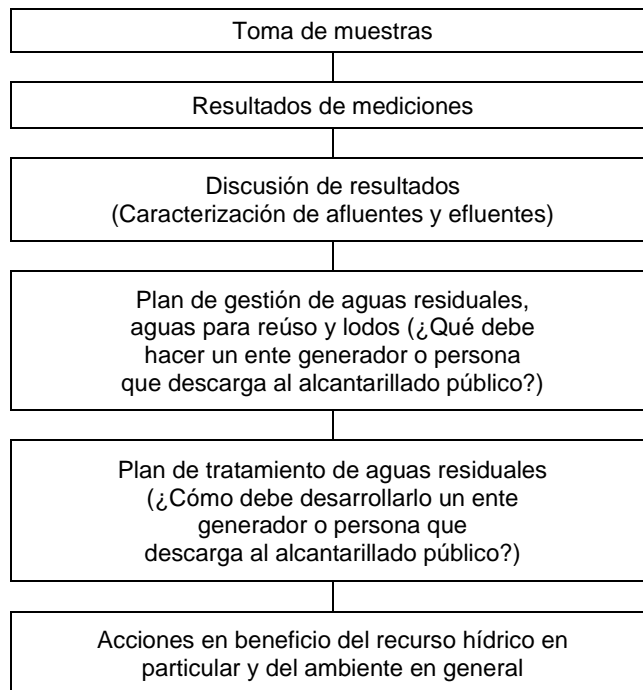 Toma de muestras
Resultados de mediciones
Discusión de resultados
(Caracterización de afluentes y efluentes)
Plan de gestión de aguas residuales,
aguas para reúso y lodos (¿Qué debe
hacer un ente generador o persona
que descarga al alcantarillado público?)
Plan de tratamiento de aguas residuales
(¿Cómo debe desarrollarlo un ente
generador o persona que
descarga al alcantarillado público?)
Acciones en beneficio del recurso hídrico en
particular y del ambiente en general